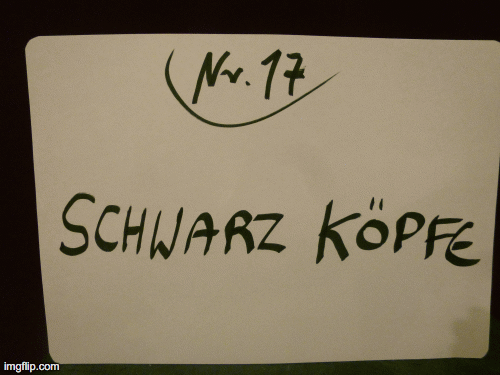 Nr. 17
SCHWARZ KÖPFE
imgflip.com